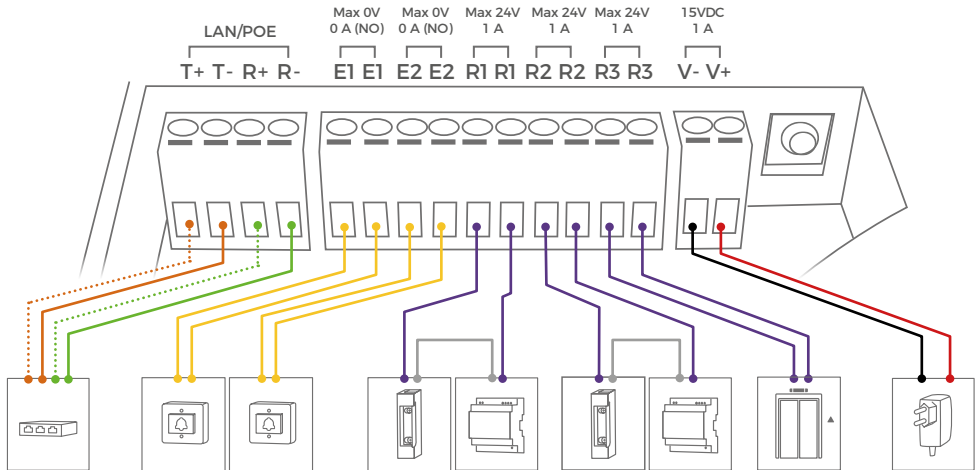 Max 0V Max 0V Max 24V Max 24V Max 24V 15VDC
0 A (NO) 0 A (NO) 1 A 1 A 1 A 1 A
LAN/POE
T+ T- R+ R- E1 E1 E2 E2 R1 R1 R2 R2 R3 R3 V- V+